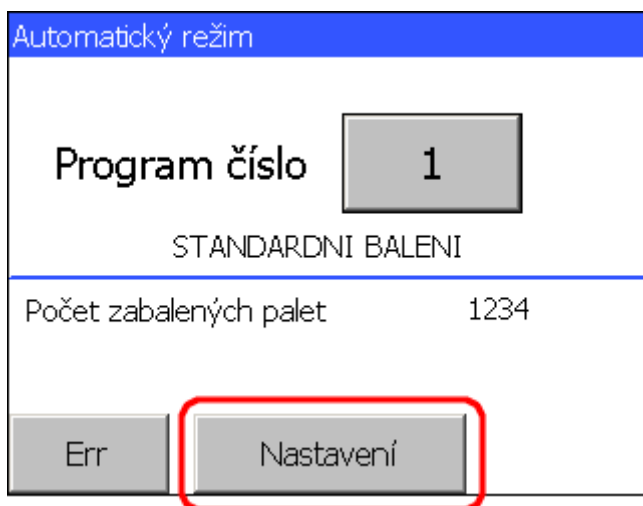 Automatický režim
Program číslo 1
STANDARDNI BALENI
Počet zabalených palet 1234
Err Nastavení